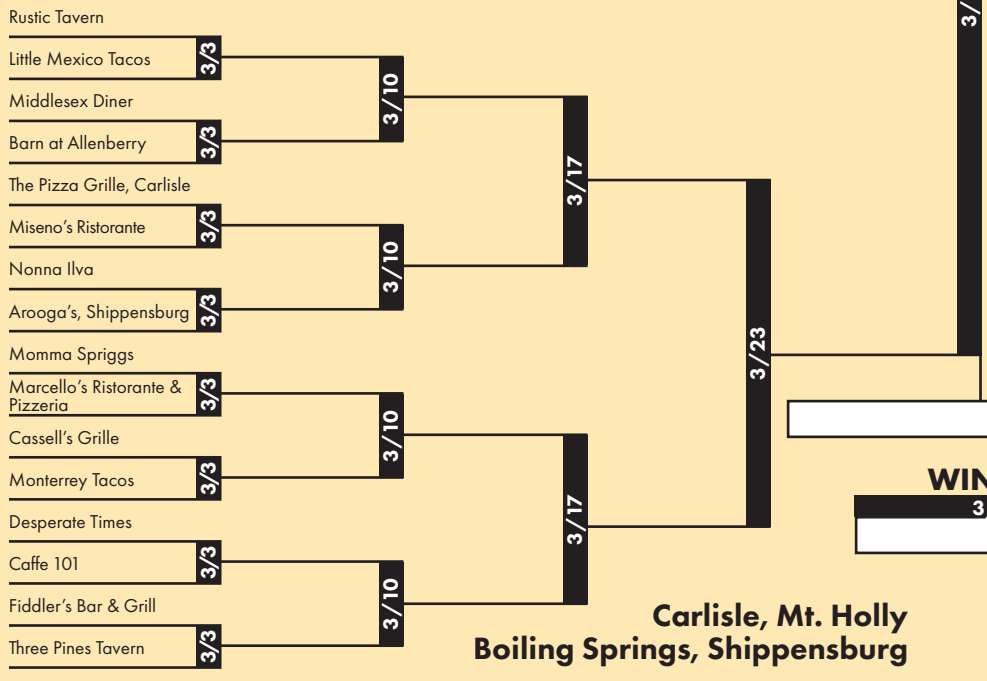 Rustic Tavern
Little Mexico Tacos
Middlesex Diner
Barn at Allenberry
The Pizza Grille, Carlisle
Miseno's Ristorante
Nonna Ilva
Arooga's, Shippensburg
Momma Spriggs
Marcello's Ristorante &
Pizzeria
Cassell's Grille
Monterrey Tacos
Desperate Times
Caffe 101
Fiddler's Bar & Grill
Three Pines Tavern
3/3
3/3
3/3
3/3
3/3
3/3
3/3
3/3
3/10
3/10
3/10
3/10
3/17
3/17
3/23
3/
WIN
3
Carlisle, Mt. Holly
Boiling Springs, Shippensburg